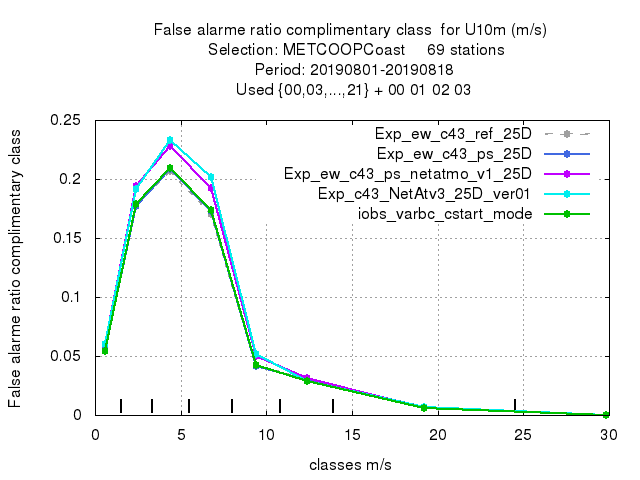 False alarme ratio complimentary class  for U10m (m/s)
Selection: METCOOPCoast     69 stations
Period: 20190801-20190818
Used {00,03,...,21} + 00 01 02 03
False alarme ratio complimentary class
0.25
0.2
0.15
0.1
0.05
0
Exp_ew_c43_ref_25D
Exp_ew_c43_ps_25D
Exp_ew_c43_ps_netatmo_v1_25D
Exp_c43_NetAtv3_25D_ver01
iobs_varbc_cstart_mode
0 5 10 15 20 25 30
classes m/s